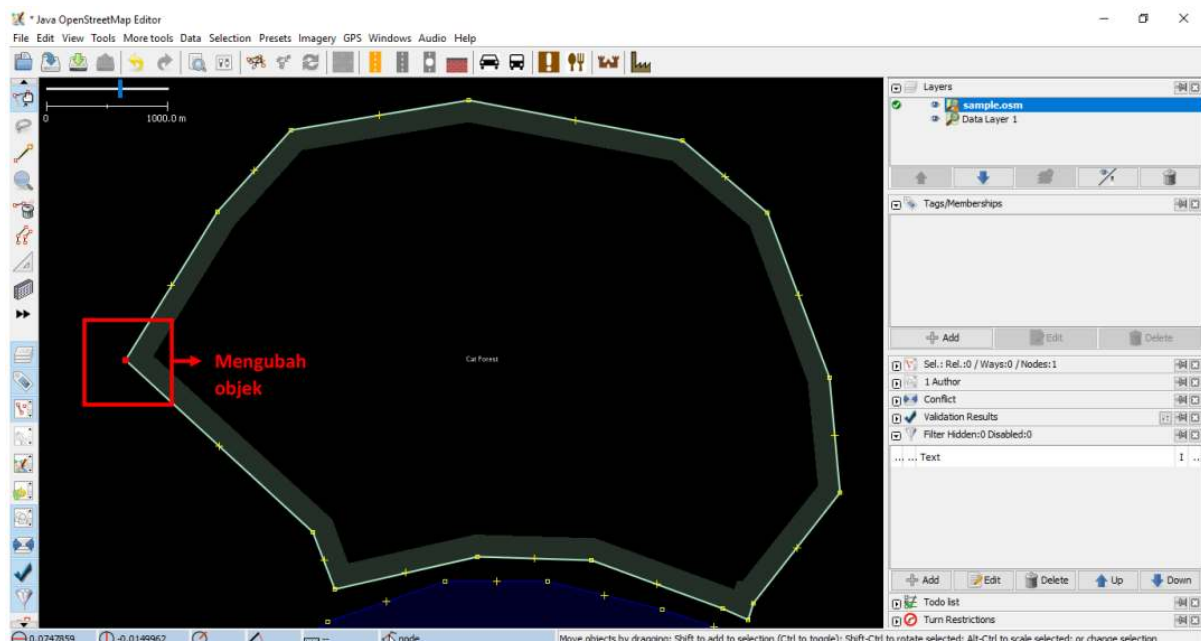 * Java OpenStreetMap Editor
File Edit View Tools More tools Data Selection Presets Imagery GPS Windows Audio Help
0 1000.0 m
Mengubah
objek
Cat Forest
Layers
sample.osm
Data Layer 1
Tags/Memberships
Add Edit Delete
Sel.: Rel.:0 / Ways:0 / Nodes:1
1 Author
Conflict
Validation Results
Filter Hidden:0 Disabled:0
... ... Text I ..
Add Edit Delete Up Down
Todo list
Turn Restrictions
0.0747859 -0.0149962 -- node Move objects by dragging; Shift to add to selection (Ctrl to toggle); Shift-Ctrl to rotate selected; Alt-Ctrl to scale selected; or change selection